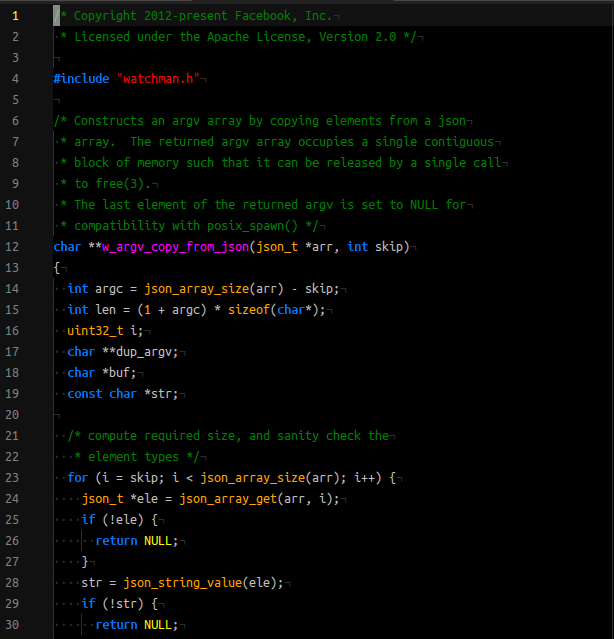 1 /* Copyright 2012-present Facebook, Inc.
2  * Licensed under the Apache License, Version 2.0 */
3
4 #include "watchman.h"
5
6 /* Constructs an argv array by copying elements from a json
7  * array.  The returned argv array occupies a single contiguous
8  * block of memory such that it can be released by a single call
9  * to free(3).
10  * The last element of the returned argv is set to NULL for
11  * compatibility with posix_spawn() */
12 char **w_argv_copy_from_json(json_t *arr, int skip)
13 {
14   int argc = json_array_size(arr) - skip;
15   int len = (1 + argc) * sizeof(char*);
16   uint32_t i;
17   char **dup_argv;
18   char *buf;
19   const char *str;
20
21   /* compute required size, and sanity check the
22    * element types */
23   for (i = skip; i < json_array_size(arr); i++) {
24     json_t *ele = json_array_get(arr, i);
25     if (!ele) {
26       return NULL;
27     }
28     str = json_string_value(ele);
29     if (!str) {
30       return NULL;